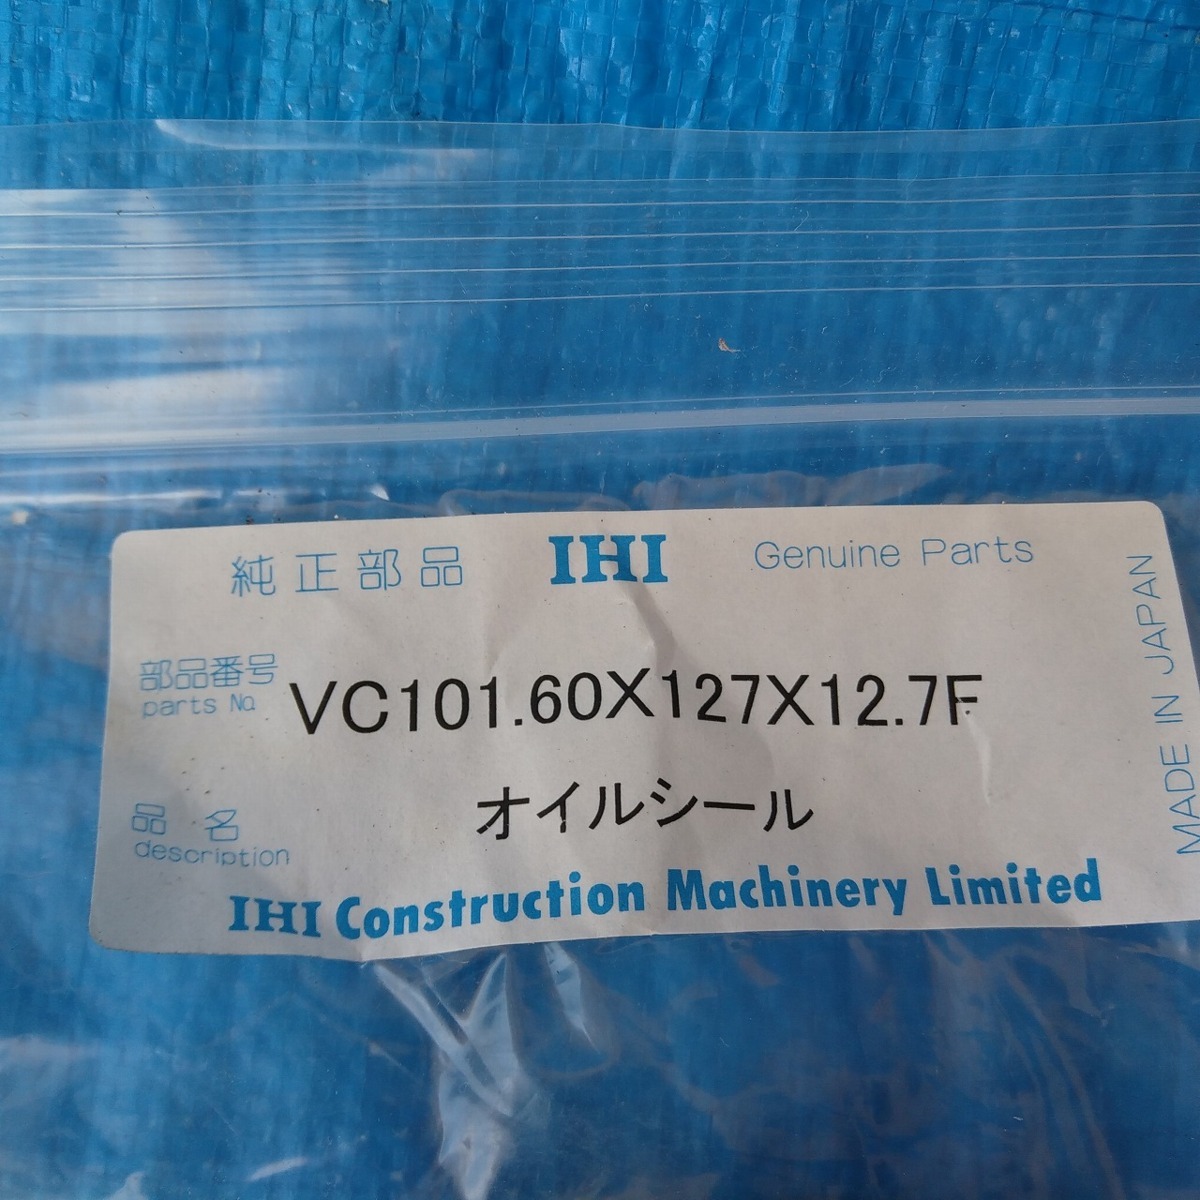 純正部品 IHI Genuine Parts
部品番号
parts No. VC101.60X127X12.7F
品名 オイルシール
description
IHI Construction Machinery Limited
MADE IN JAPAN